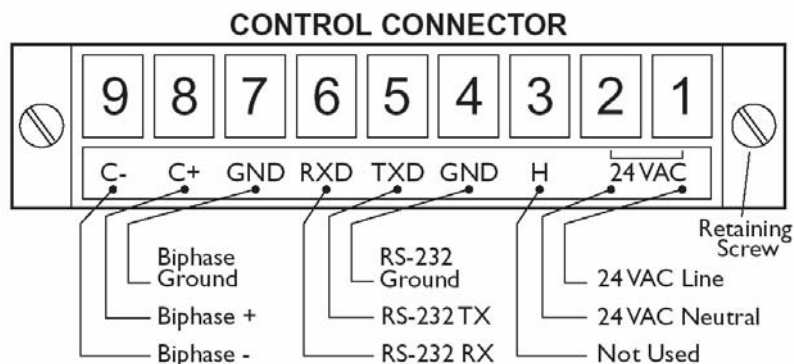 CONTROL CONNECTOR
9 8 7 6 5 4 3 2 1
C- C+ GND RXD TXD GND H 24 VAC
Retaining
Screw
Biphase
Ground
Biphase +
Biphase -
RS-232
Ground
RS-232 TX
RS-232 RX
24 VAC Line
24 VAC Neutral
Not Used